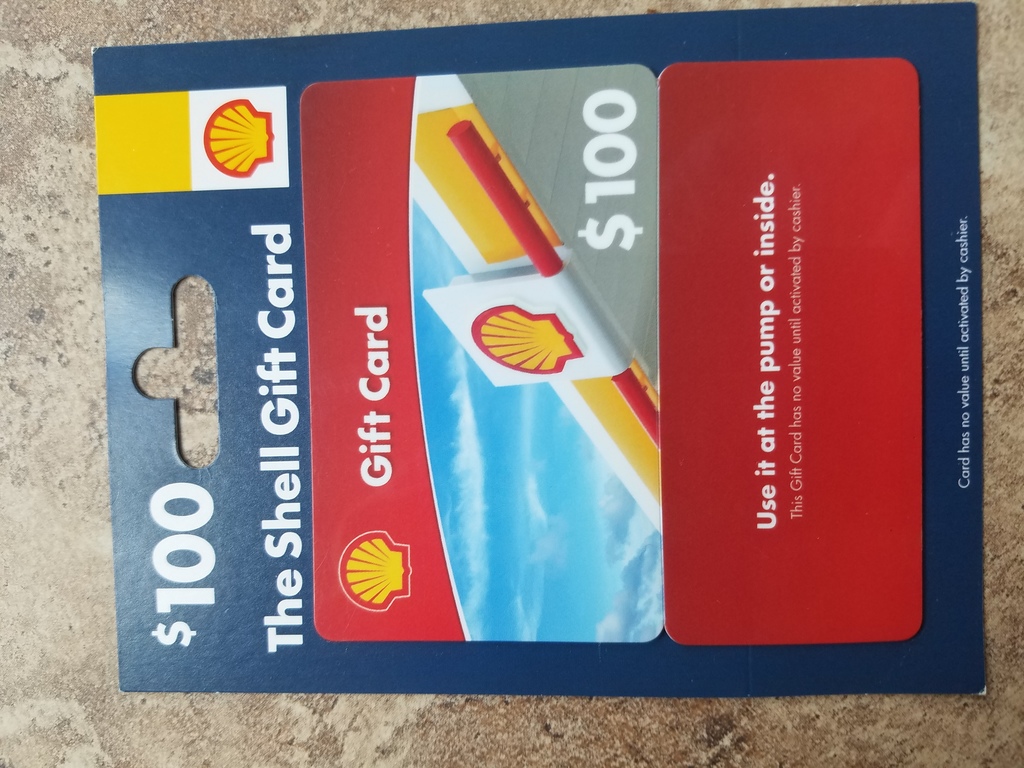 $100
The Shell Gift Card
Gift Card
$100
Use it at the pump or inside.
This Gift Card has no value until activated by cashier.
Card has no value until activated by cashier.